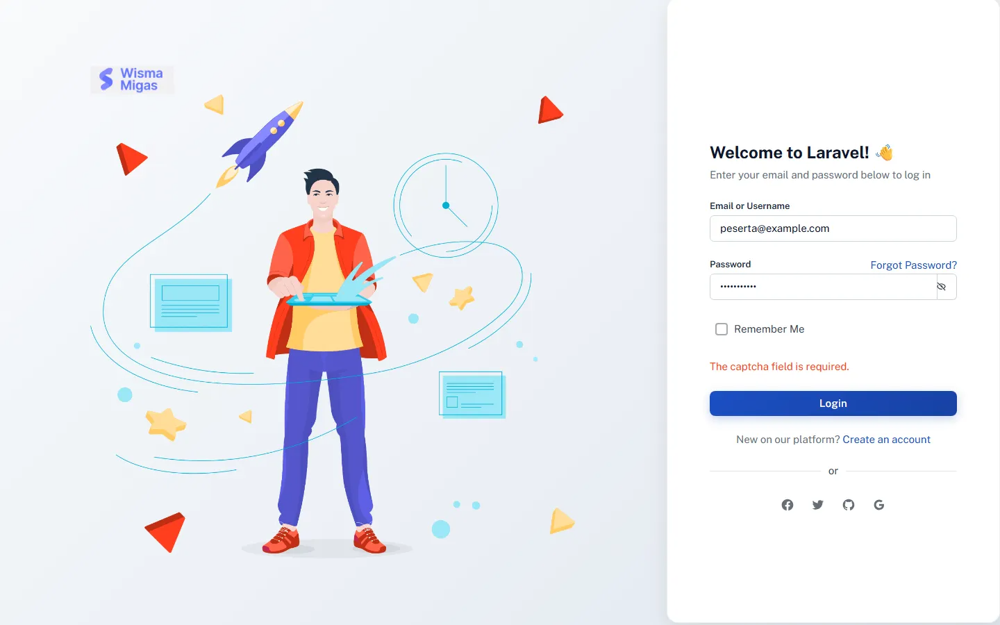 Wisma
Migas
Welcome to Laravel! 👋
Enter your email and password below to log in
Email or Username
peserta@example.com
Password
Forgot Password?
•••••••••••
Remember Me
The captcha field is required.
Login
New on our platform? Create an account
or